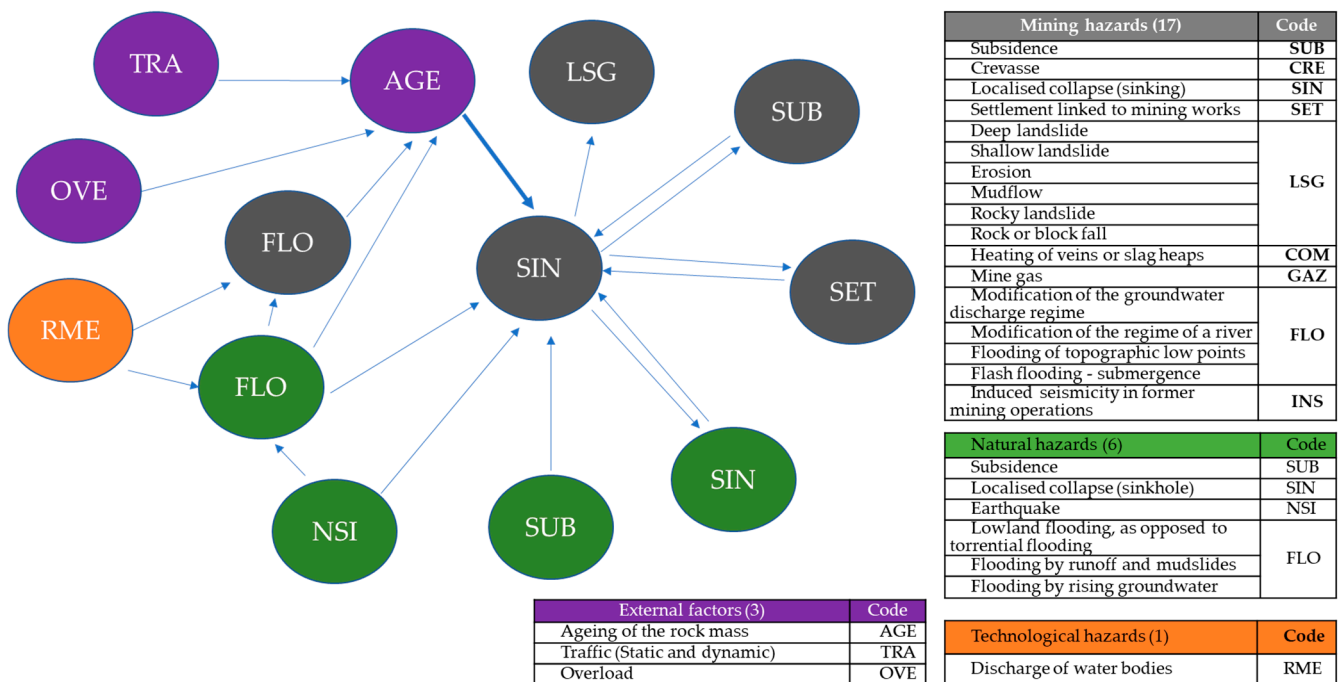 TRA
AGE
LSG
SUB
OVE
FLO
SIN
SET
RME
FLO
NSI
SUB
SIN
Mining hazards (17) Code
Subsidence SUB
Crevasse CRE
Localised collapse (sinking) SIN
Settlement linked to mining works SET
Deep landslide
Shallow landslide
Erosion
LSG
Mudflow
Rocky landslide
Rock or block fall
Heating of veins or slag heaps COM
Mine gas GAZ
Modification of the groundwater
discharge regime
Modification of the regime of a river
FLO
Flooding of topographic low points
Flash flooding - submergence
Induced seismicity in former
mining operations
INS
Natural hazards (6) Code
Subsidence SUB
Localised collapse (sinkhole) SIN
Earthquake NSI
Lowland flooding, as opposed to
torrential flooding
FLO
Flooding by runoff and mudslides
Flooding by rising groundwater
External factors (3) Code
Ageing of the rock mass AGE
Traffic (Static and dynamic) TRA
Overload OVE
Technological hazards (1) Code
Discharge of water bodies RME